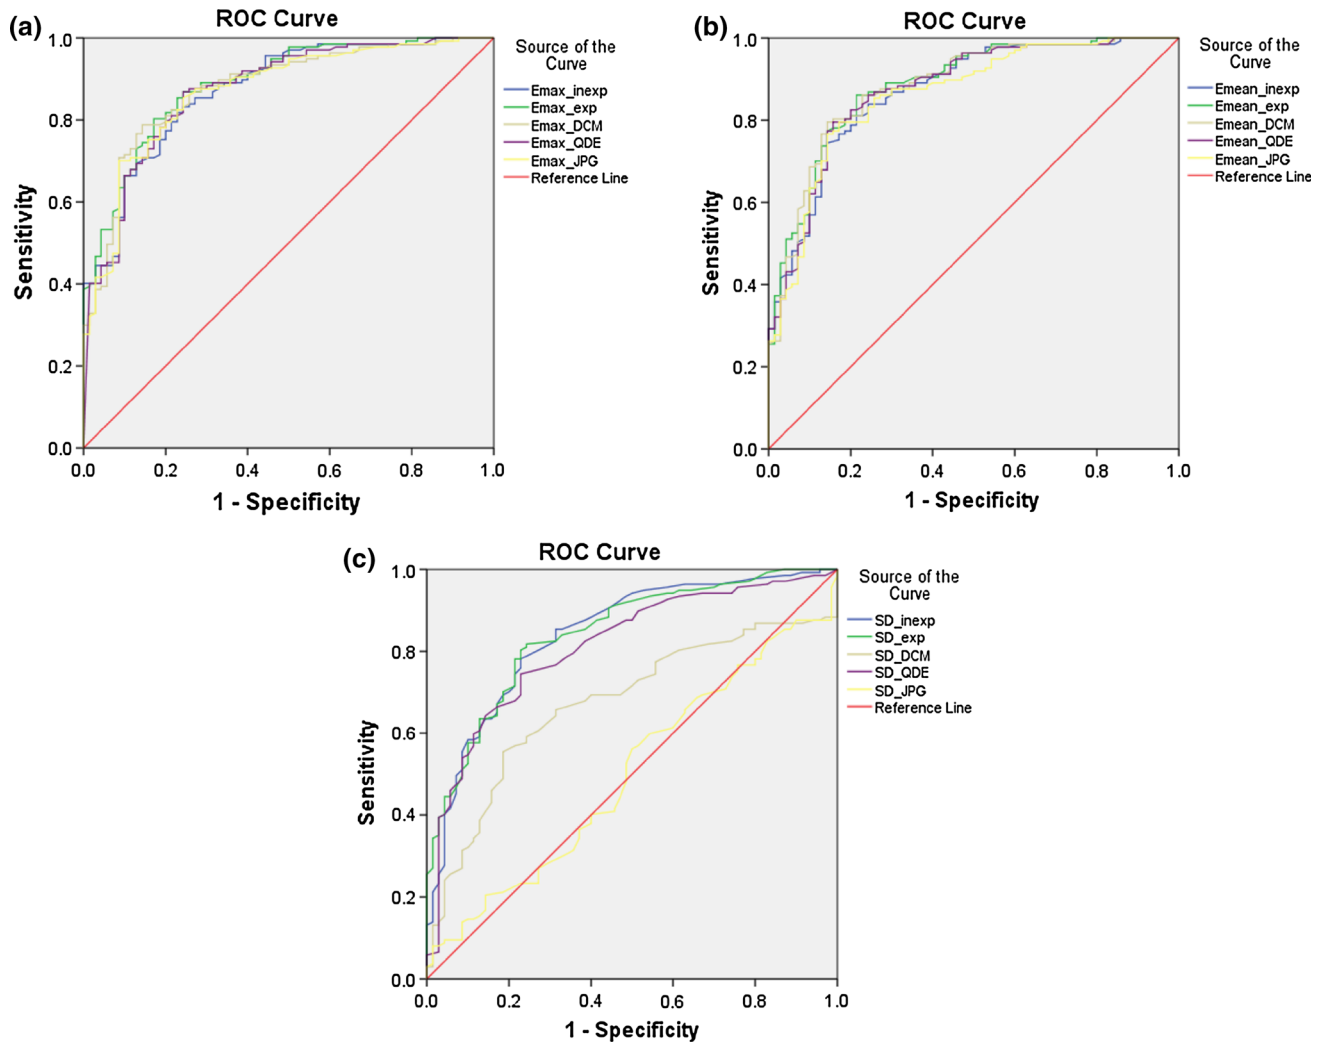 (a)
ROC Curve
1.0
0.8
0.6
0.4
0.2
0.0
Sensitivity
0.0 0.2 0.4 0.6 0.8 1.0
1 - Specificity
Source of the
Curve
Emax_inexp
Emax_exp
Emax_DCM
Emax_QDE
Emax_JPG
Reference Line
(b)
ROC Curve
1.0
0.8
0.6
0.4
0.2
0.0
Sensitivity
0.0 0.2 0.4 0.6 0.8 1.0
1 - Specificity
Source of the
Curve
Emean_inexp
Emean_exp
Emean_DCM
Emean_QDE
Emean_JPG
Reference Line
(c)
ROC Curve
1.0
0.8
0.6
0.4
0.2
0.0
Sensitivity
0.0 0.2 0.4 0.6 0.8 1.0
1 - Specificity
Source of the
Curve
SD_inexp
SD_exp
SD_DCM
SD_QDE
SD_JPG
Reference Line